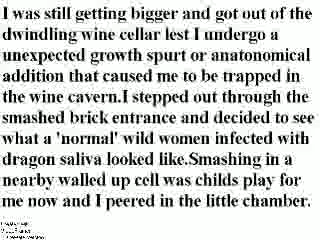 I was still getting bigger and got out of the
dwindling wine cellar lest I undergo a
unexpected growth spurt or anatonomical
addition that caused me to be trapped in
the wine cavern.I stepped out through the
smashed brick entrance and decided to see
what a 'normal' wild women infected with
dragon saliva looked like.Smashing in a
nearby walled up cell was childs play for
me now and I peered in the little chamber.